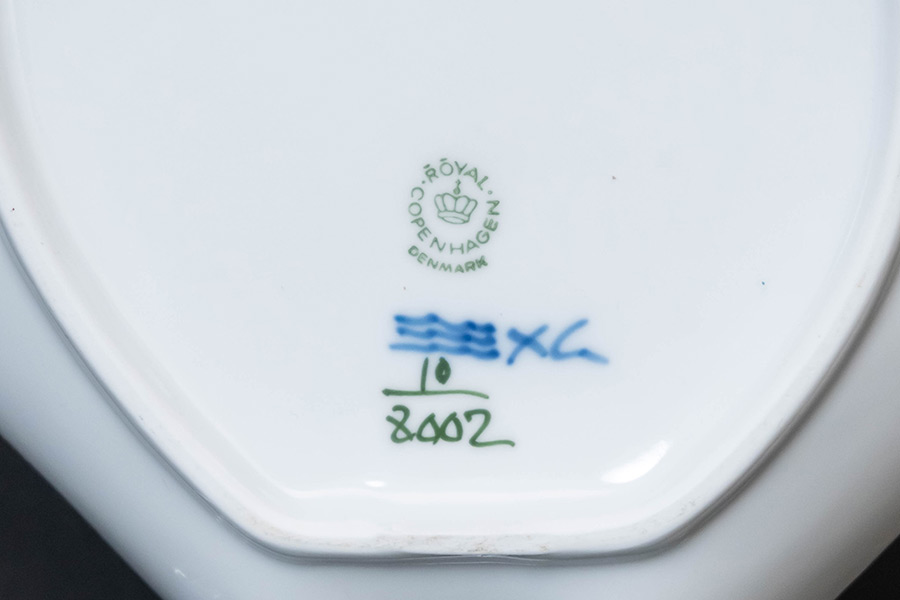 ROYAL
COPENHAGEN
DENMARK
10
8002